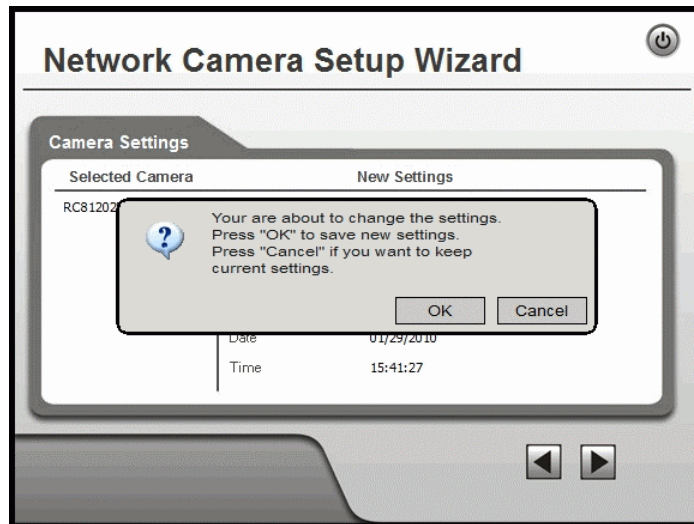 Network Camera Setup Wizard
Camera Settings
Selected Camera New Settings
Your are about to change the settings.
Press "OK" to save new settings.
Press "Cancel" if you want to keep
current settings.
OK Cancel
Date 01/29/2010
Time 15:41:27